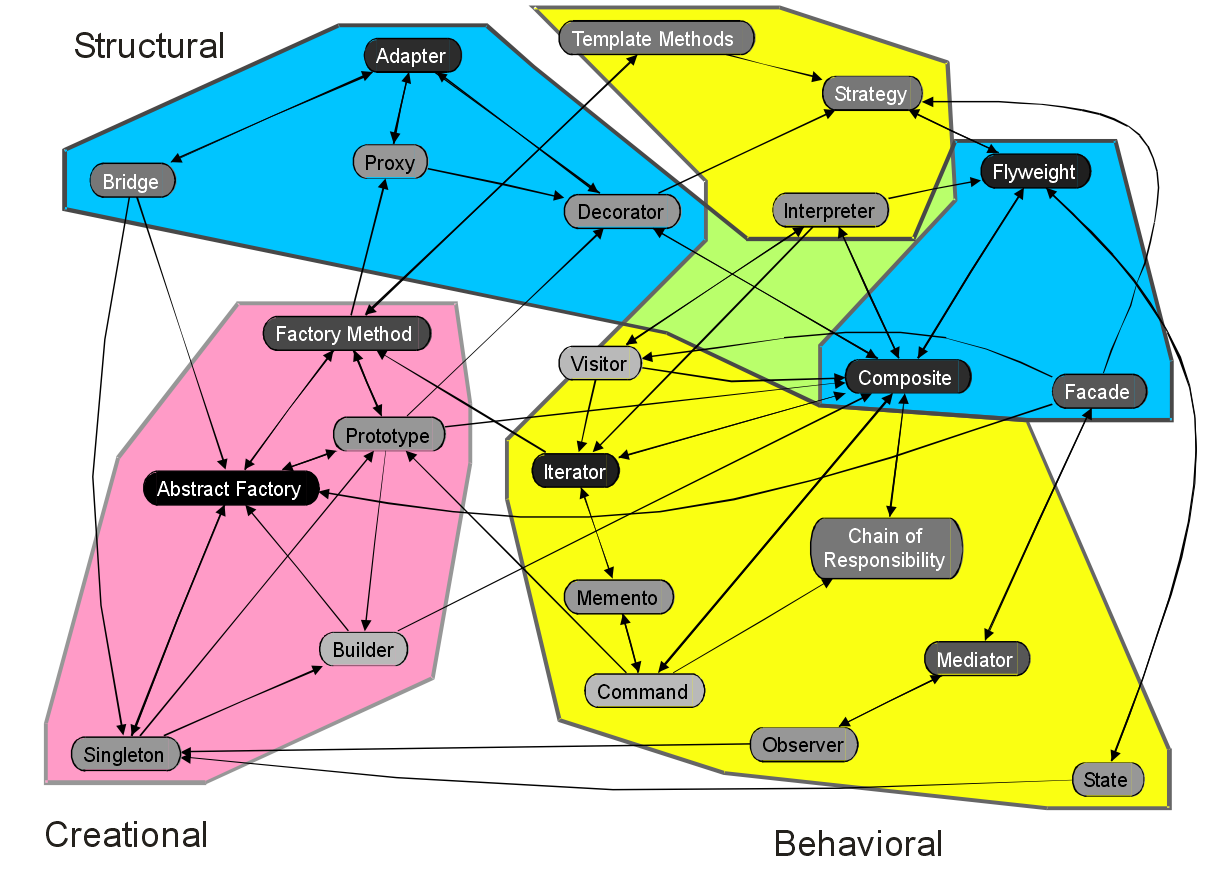 Structural
Template Methods
Adapter
Strategy
Proxy
Flyweight
Bridge
Decorator
Interpreter
Factory Method
Visitor
Composite
Facade
Prototype
Iterator
Abstract Factory
Chain of
Responsibility
Memento
Builder
Mediator
Command
Observer
Singleton
State
Creational
Behavioral